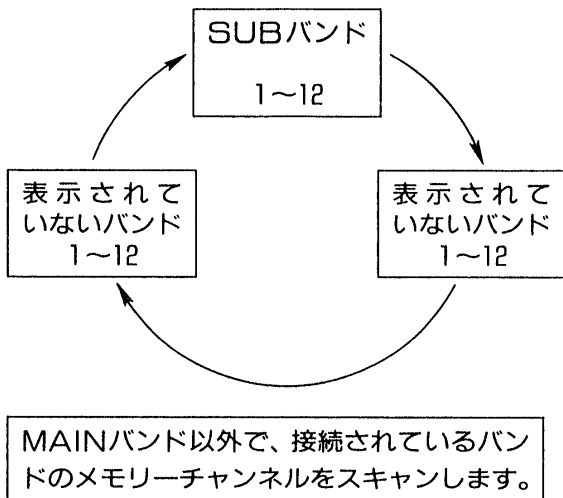 SUBバンド
1〜12
表示されて
いないバンド
1〜12
表示されて
いないバンド
1〜12
MAINバンド以外で、接続されているバン
ドのメモリーチャンネルをスキャンします。